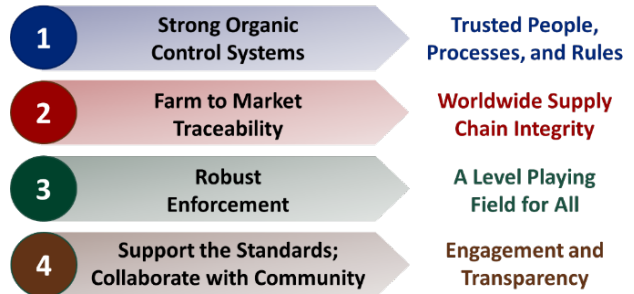 1
Strong Organic
Control Systems
Trusted People,
Processes, and Rules
2
Farm to Market
Traceability
Worldwide Supply
Chain Integrity
3
Robust
Enforcement
A Level Playing
Field for All
4
Support the Standards;
Collaborate with Community
Engagement and
Transparency